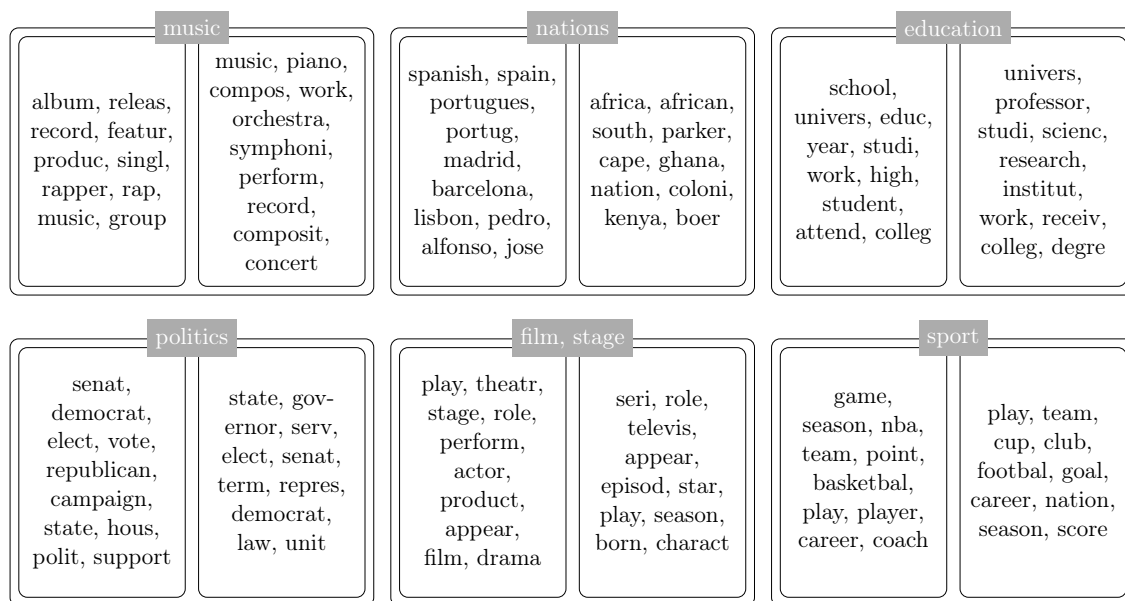 music
album, releas,
record, featur,
produc, singl,
rapper, rap,
music, group
music, piano,
compos, work,
orchestra,
symphoni,
perform,
record,
composit,
concert
nations
spanish, spain,
portugues,
portug,
madrid,
barcelona,
lisbon, pedro,
alfonso, jose
africa, african,
south, parker,
cape, ghana,
nation, coloni,
kenya, boer
education
school,
univers, educ,
year, studi,
work, high,
student,
attend, colleg
univers,
professor,
studi, scienc,
research,
institut,
work, receiv,
colleg, degre
politics
senat,
democrat,
elect, vote,
republican,
campaign,
state, hous,
polit, support
state, gov-
ernor, serv,
elect, senat,
term, repres,
democrat,
law, unit
film, stage
play, theatr,
stage, role,
perform,
actor,
product,
appear,
film, drama
seri, role,
televis,
appear,
episod, star,
play, season,
born, charact
sport
game,
season, nba,
team, point,
basketbal,
play, player,
career, coach
play, team,
cup, club,
footbal, goal,
career, nation,
season, score